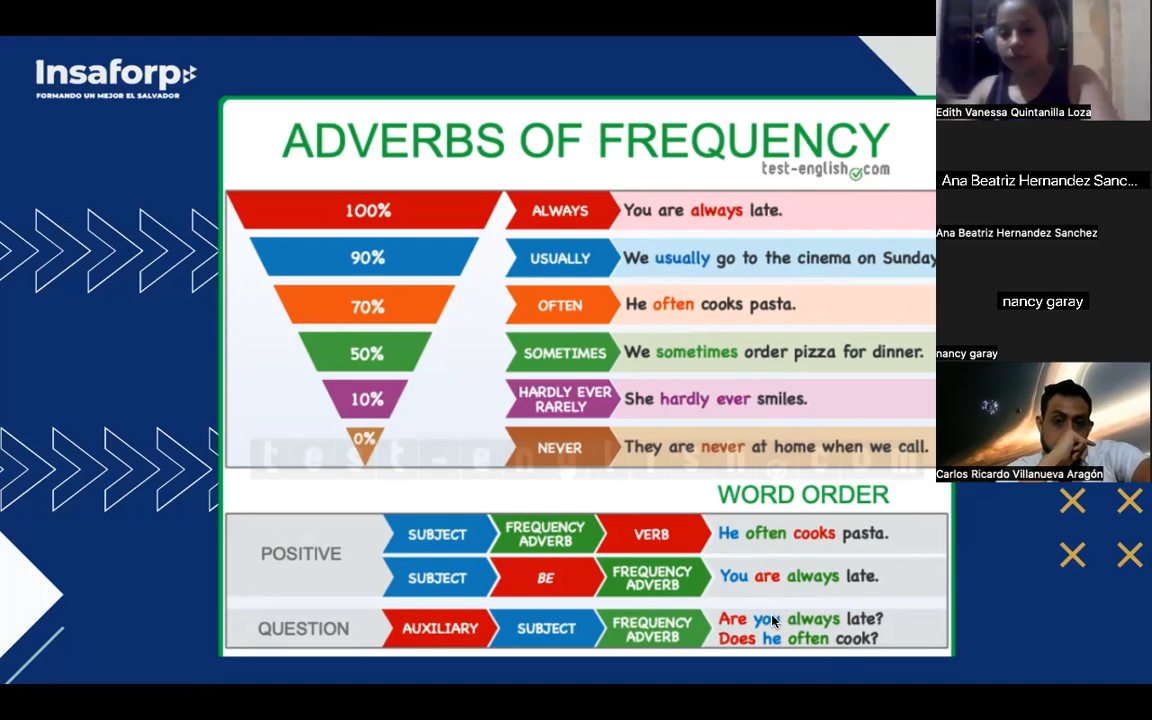 Insaforp
FORMANDO UN MEJOR EL SALVADOR
ADVERBS OF FREQUENCY
test-english.com
100% ALWAYS You are always late.
90% USUALLY We usually go to the cinema on Sunday
70% OFTEN He often cooks pasta.
50% SOMETIMES We sometimes order pizza for dinner.
10% HARDLY EVER RARELY She hardly ever smiles.
0% NEVER They are never at home when we call.
test-english.com
WORD ORDER
POSITIVE
SUBJECT FREQUENCY ADVERB VERB He often cooks pasta.
SUBJECT BE FREQUENCY ADVERB You are always late.
QUESTION AUXILIARY SUBJECT FREQUENCY ADVERB Are you always late?
Does he often cook?
Edith Vanessa Quintanilla Loza
Ana Beatriz Hernandez Sanc...
Ana Beatriz Hernandez Sanchez
nancy garay
nancy garay
Carlos Ricardo Villanueva Aragón